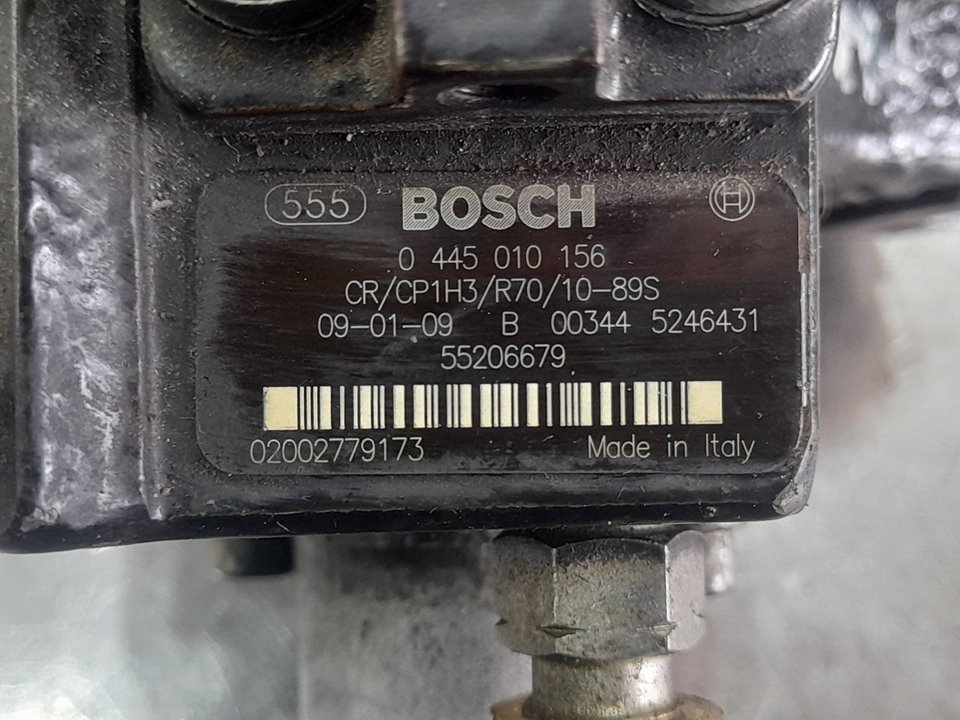 555 BOSCH
0 445 010 156
CR/CP1H3/R70/10-89S
09-01-09 B 00344 5246431
55206679
02002779173 Made in Italy